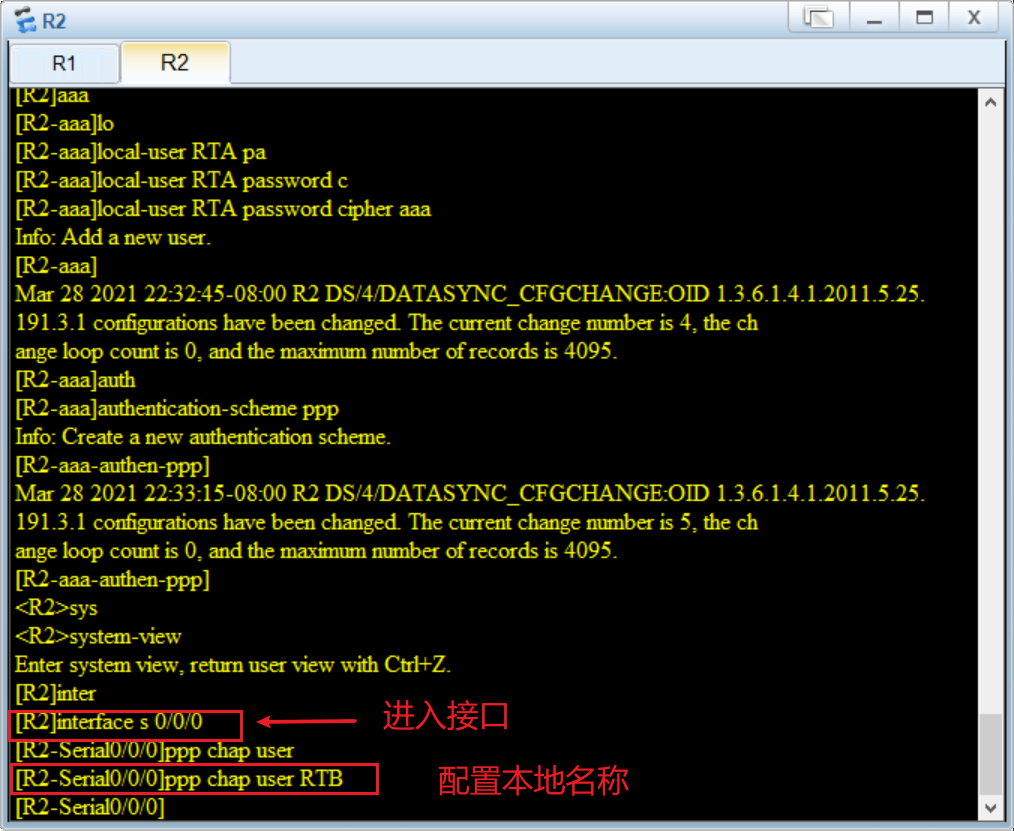 R2
R1
R2
[R2]aaa
[R2-aaa]lo
[R2-aaa]local-user RTA pa
[R2-aaa]local-user RTA password c
[R2-aaa]local-user RTA password cipher aaa
Info: Add a new user.
[R2-aaa]
Mar 28 2021 22:32:45-08:00 R2 DS/4/DATASYNC_CFGCHANGE:OID 1.3.6.1.4.1.2011.5.25.
191.3.1 configurations have been changed. The current change number is 4, the ch
ange loop count is 0, and the maximum number of records is 4095.
[R2-aaa]auth
[R2-aaa]authentication-scheme ppp
Info: Create a new authentication scheme.
[R2-aaa-authen-ppp]
Mar 28 2021 22:33:15-08:00 R2 DS/4/DATASYNC_CFGCHANGE:OID 1.3.6.1.4.1.2011.5.25.
191.3.1 configurations have been changed. The current change number is 5, the ch
ange loop count is 0, and the maximum number of records is 4095.
[R2-aaa-authen-ppp]
<R2>sys
<R2>system-view
Enter system view, return user view with Ctrl+Z.
[R2]inter
[R2]interface s 0/0/0 进入接口
[R2-Serial0/0/0]ppp chap user
[R2-Serial0/0/0]ppp chap user RTB 配置本地名称
[R2-Serial0/0/0]